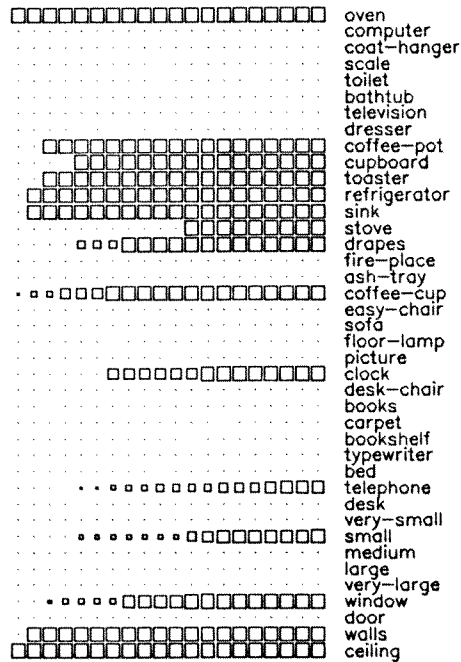 oven
computer
coat-hanger
scale
toilet
bathtub
television
dresser
coffee-pot
cupboard
toaster
refrigerator
sink
stove
drapes
fire-place
ash-tray
coffee-cup
easy-chair
sofa
floor-lamp
picture
clock
desk-chair
books
carpet
bookshelf
typewriter
bed
telephone
desk
very-small
small
medium
large
very-large
window
door
walls
ceiling